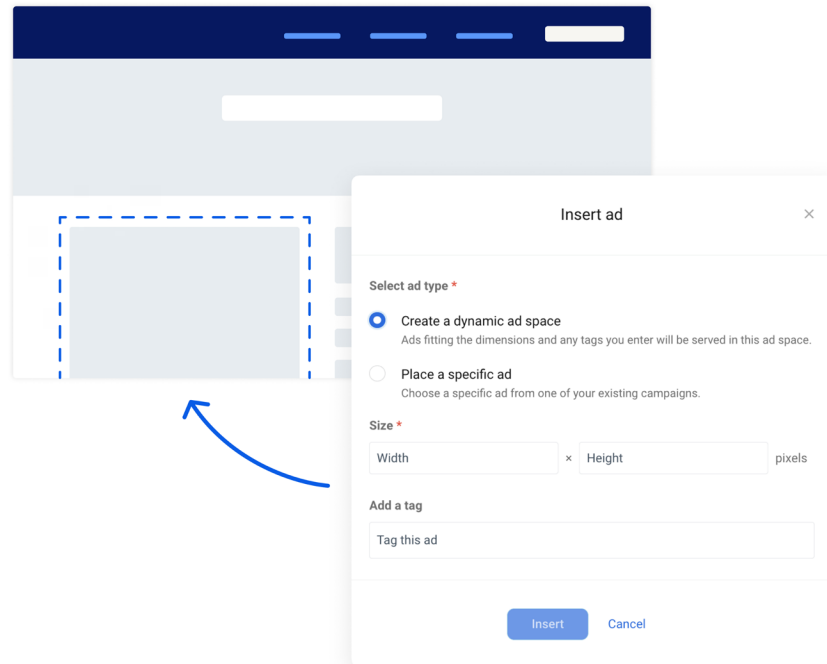 Insert ad
Select ad type *
Create a dynamic ad space
Ads fitting the dimensions and any tags you enter will be served in this ad space.
Place a specific ad
Choose a specific ad from one of your existing campaigns.
Size *
Width × Height pixels
Add a tag
Tag this ad
Insert Cancel